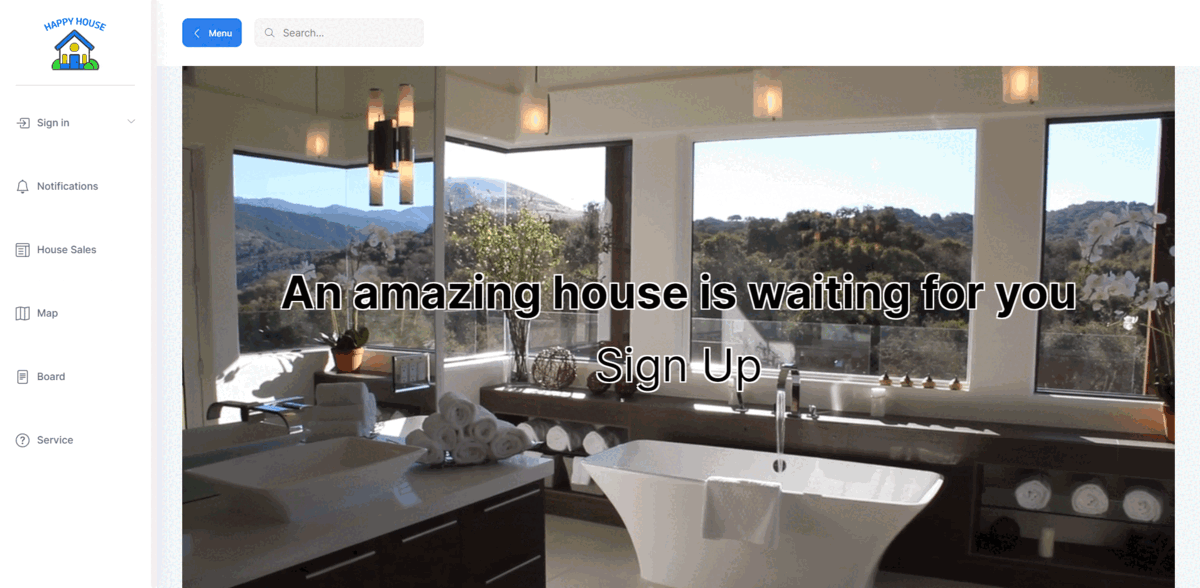 HAPPY HOUSE
Menu
Search...
Sign in
Notifications
House Sales
Map
Board
Service
An amazing house is waiting for you
Sign Up